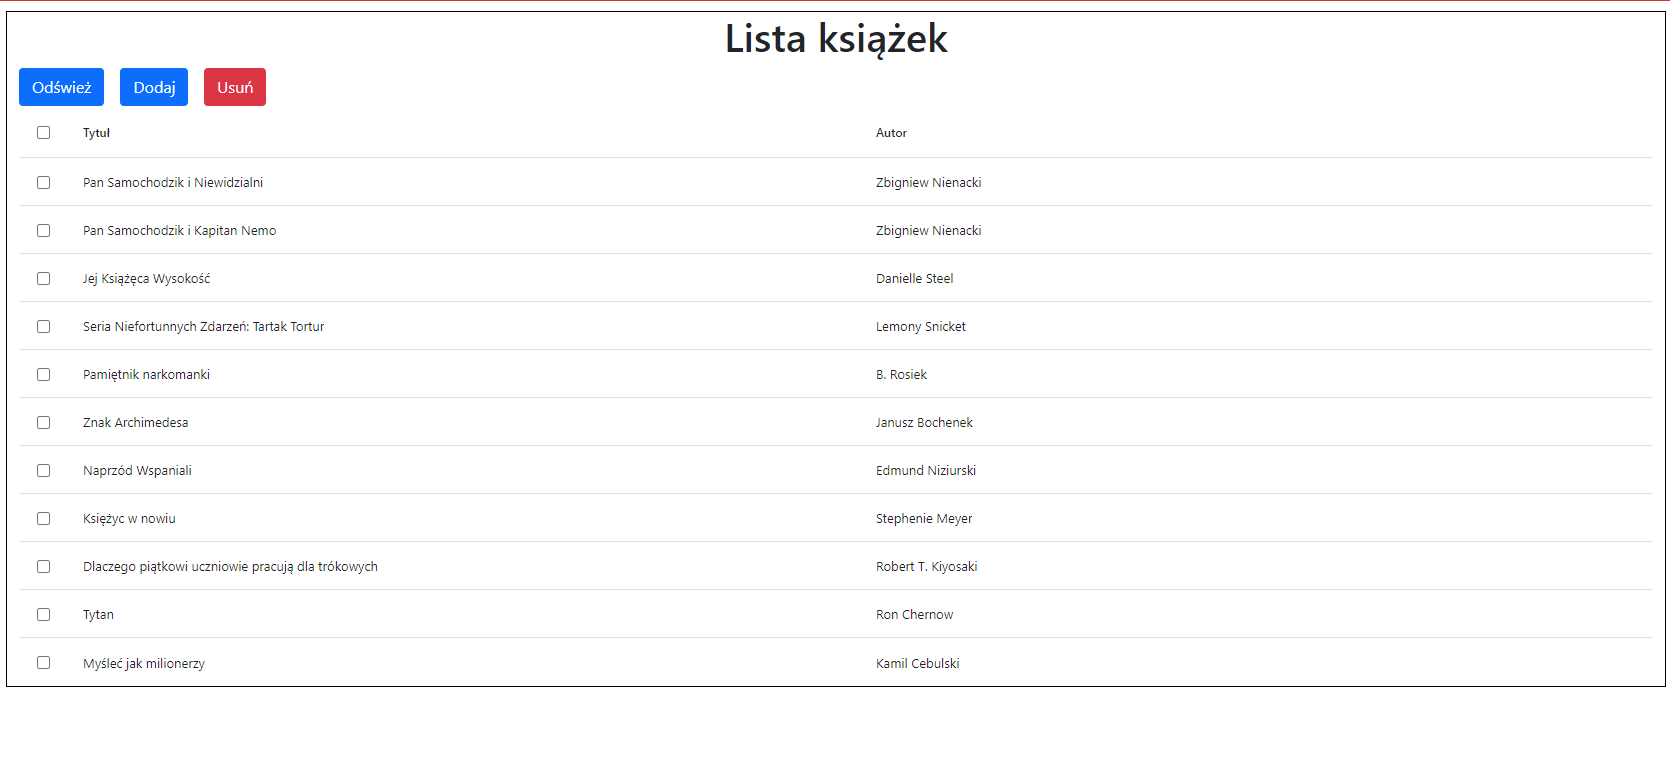 Lista książek
Odśwież Dodaj Usuń
Tytuł Autor
Pan Samochodzik i Niewidzialni Zbigniew Nienacki
Pan Samochodzik i Kapitan Nemo Zbigniew Nienacki
Jej Książęca Wysokość Danielle Steel
Seria Niefortunnych Zdarzeń: Tartak Tortur Lemony Snicket
Pamiętnik narkomanki B. Rosiek
Znak Archimedesa Janusz Bochenek
Naprzód Wspaniali Edmund Niziurski
Księżyc w nowiu Stephenie Meyer
Dlaczego piątkowi uczniowie pracują dla trókowych Robert T. Kiyosaki
Tytan Ron Chernow
Myśleć jak milionerzy Kamil Cebulski